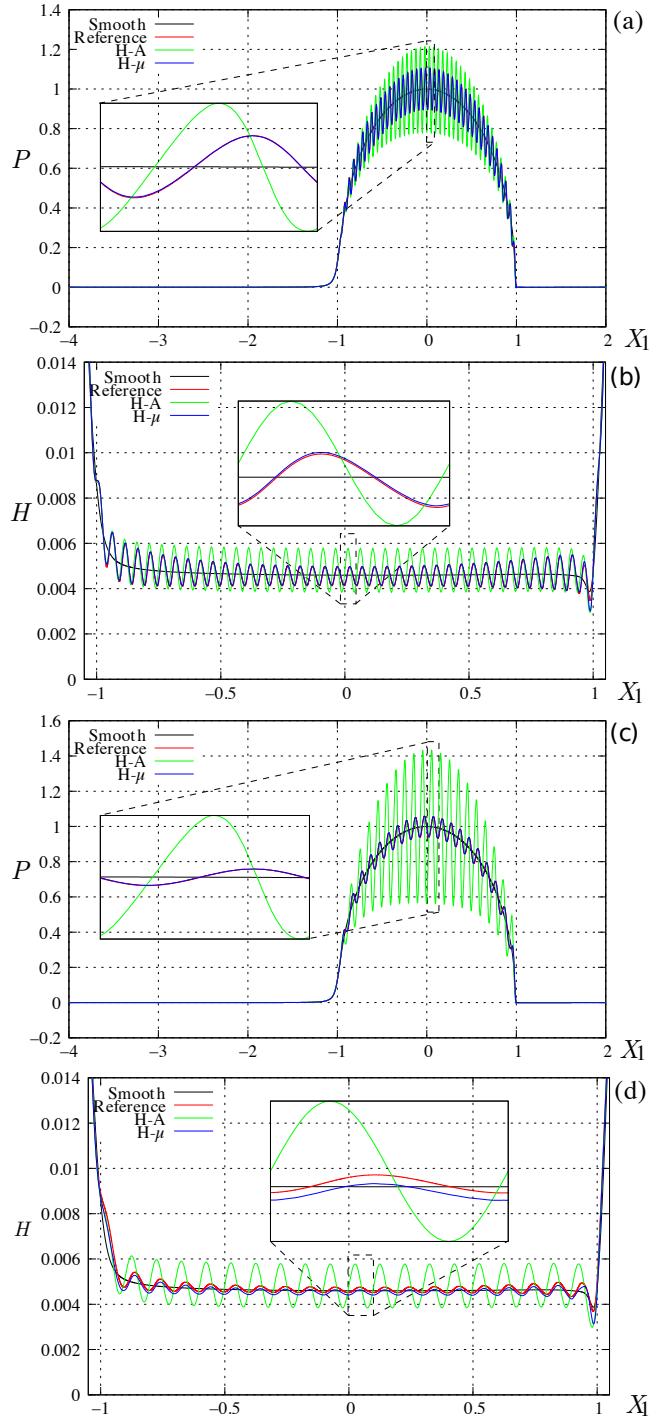 (a)
Smooth
Reference
H-A
H-μ
1.4
1.2
1
0.8
0.6
0.4
0.2
0
−0.2
P
−4
−3
−2
−1
0
1
2
X1
(b)
Smooth
Reference
H-A
H-μ
0.014
0.012
0.01
0.008
0.006
0.004
0.002
0
H
−1
−0.5
0
0.5
1
X1
(c)
Smooth
Reference
H-A
H-μ
1.6
1.4
1.2
1
0.8
0.6
0.4
0.2
0
−0.2
P
−4
−3
−2
−1
0
1
2
X1
(d)
Smooth
Reference
H-A
H-μ
0.014
0.012
0.01
0.008
0.006
0.004
0.002
0
H
−1
−0.5
0
0.5
1
X1